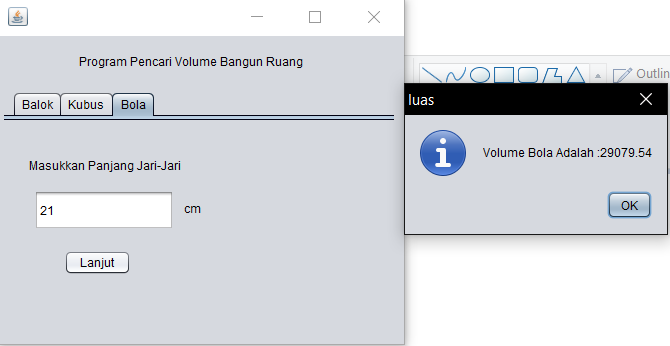 Program Pencari Volume Bangun Ruang
Balok Kubus Bola
Masukkan Panjang Jari-Jari
21 cm
Lanjut
Outlin
luas
Volume Bola Adalah :29079.54
OK